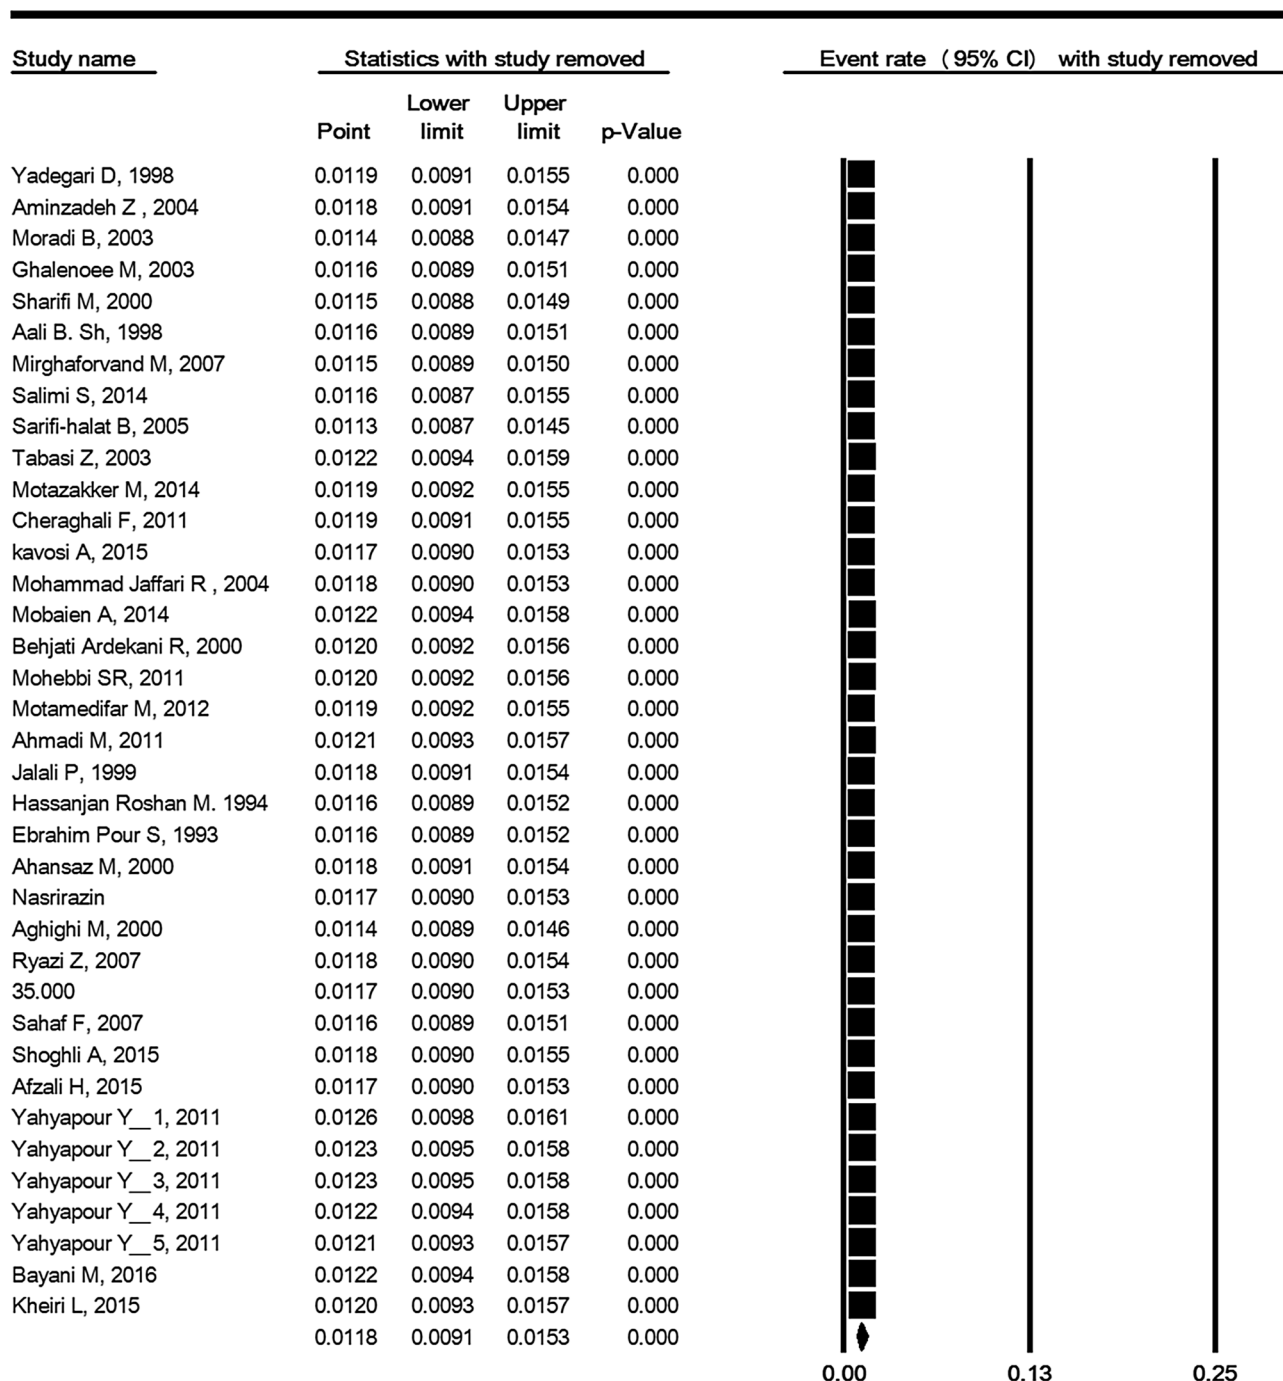 Study name Statistics with study removed Event rate ( 95% CI) with study removed
Lower Upper
Point limit limit p-Value
Yadegari D, 1998 0.0119 0.0091 0.0155 0.000
Aminzadeh Z , 2004 0.0118 0.0091 0.0154 0.000
Moradi B, 2003 0.0114 0.0088 0.0147 0.000
Ghalenoee M, 2003 0.0116 0.0089 0.0151 0.000
Sharifi M, 2000 0.0115 0.0088 0.0149 0.000
Aali B. Sh, 1998 0.0116 0.0089 0.0151 0.000
Mirghaforvand M, 2007 0.0115 0.0089 0.0150 0.000
Salimi S, 2014 0.0116 0.0087 0.0155 0.000
Sarifi-halat B, 2005 0.0113 0.0087 0.0145 0.000
Tabasi Z, 2003 0.0122 0.0094 0.0159 0.000
Motazakker M, 2014 0.0119 0.0092 0.0155 0.000
Cheraghali F, 2011 0.0119 0.0091 0.0155 0.000
kavosi A, 2015 0.0117 0.0090 0.0153 0.000
Mohammad Jaffari R , 2004 0.0118 0.0090 0.0153 0.000
Mobaien A, 2014 0.0122 0.0094 0.0158 0.000
Behjati Ardekani R, 2000 0.0120 0.0092 0.0156 0.000
Mohebbi SR, 2011 0.0120 0.0092 0.0156 0.000
Motamedifar M, 2012 0.0119 0.0092 0.0155 0.000
Ahmadi M, 2011 0.0121 0.0093 0.0157 0.000
Jalali P, 1999 0.0118 0.0091 0.0154 0.000
Hassanjan Roshan M. 1994 0.0116 0.0089 0.0152 0.000
Ebrahim Pour S, 1993 0.0116 0.0089 0.0152 0.000
Ahansaz M, 2000 0.0118 0.0091 0.0154 0.000
Nasrirazin 0.0117 0.0090 0.0153 0.000
Aghighi M, 2000 0.0114 0.0089 0.0146 0.000
Ryazi Z, 2007 0.0118 0.0090 0.0154 0.000
35.000 0.0117 0.0090 0.0153 0.000
Sahaf F, 2007 0.0116 0.0089 0.0151 0.000
Shoghli A, 2015 0.0118 0.0090 0.0155 0.000
Afzali H, 2015 0.0117 0.0090 0.0153 0.000
Yahyapour Y__1, 2011 0.0126 0.0098 0.0161 0.000
Yahyapour Y__2, 2011 0.0123 0.0095 0.0158 0.000
Yahyapour Y__3, 2011 0.0123 0.0095 0.0158 0.000
Yahyapour Y__4, 2011 0.0122 0.0094 0.0158 0.000
Yahyapour Y__5, 2011 0.0121 0.0093 0.0157 0.000
Bayani M, 2016 0.0122 0.0094 0.0158 0.000
Kheiri L, 2015 0.0120 0.0093 0.0157 0.000
0.0118 0.0091 0.0153 0.000
0.00 0.13 0.25